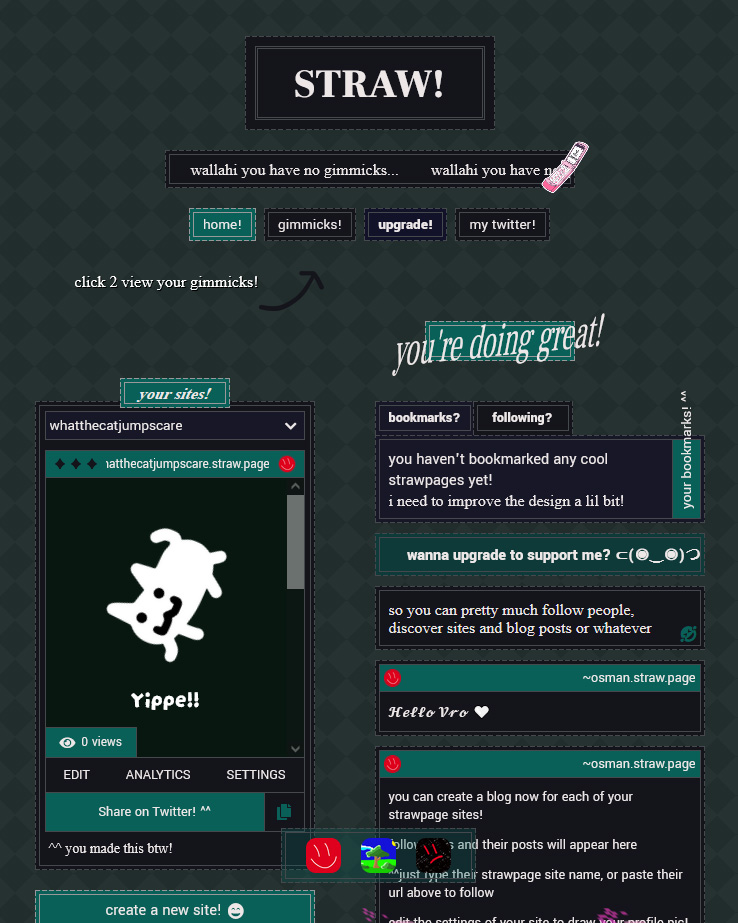 STRAW!
wallahi you have no gimmicks... wallahi you have n
home! gimmicks! upgrade! my twitter!
click 2 view your gimmicks!
you're doing great!
your sites!
whatthecatjumpscare
atthecatjumpscare.straw.page
Yippe!!
0 views
EDIT ANALYTICS SETTINGS
Share on Twitter! ^^
^^ you made this btw!
create a new site!
bookmarks? following?
you haven't bookmarked any cool
strawpages yet!
i need to improve the design a lil bit!
your bookmarks! ^^
wanna upgrade to support me? ⊂(◉‿◉)つ
so you can pretty much follow people,
discover sites and blog posts or whatever
~osman.straw.page
𝓗𝓮𝓵𝓵𝓸 𝓥𝓻𝓸 ♥
~osman.straw.page
you can create a blog now for each of your
strawpage sites!
and their posts will appear here
^^just type their strawpage site name, or paste their
url above to follow
edit the settings of your site to draw your profile pic!